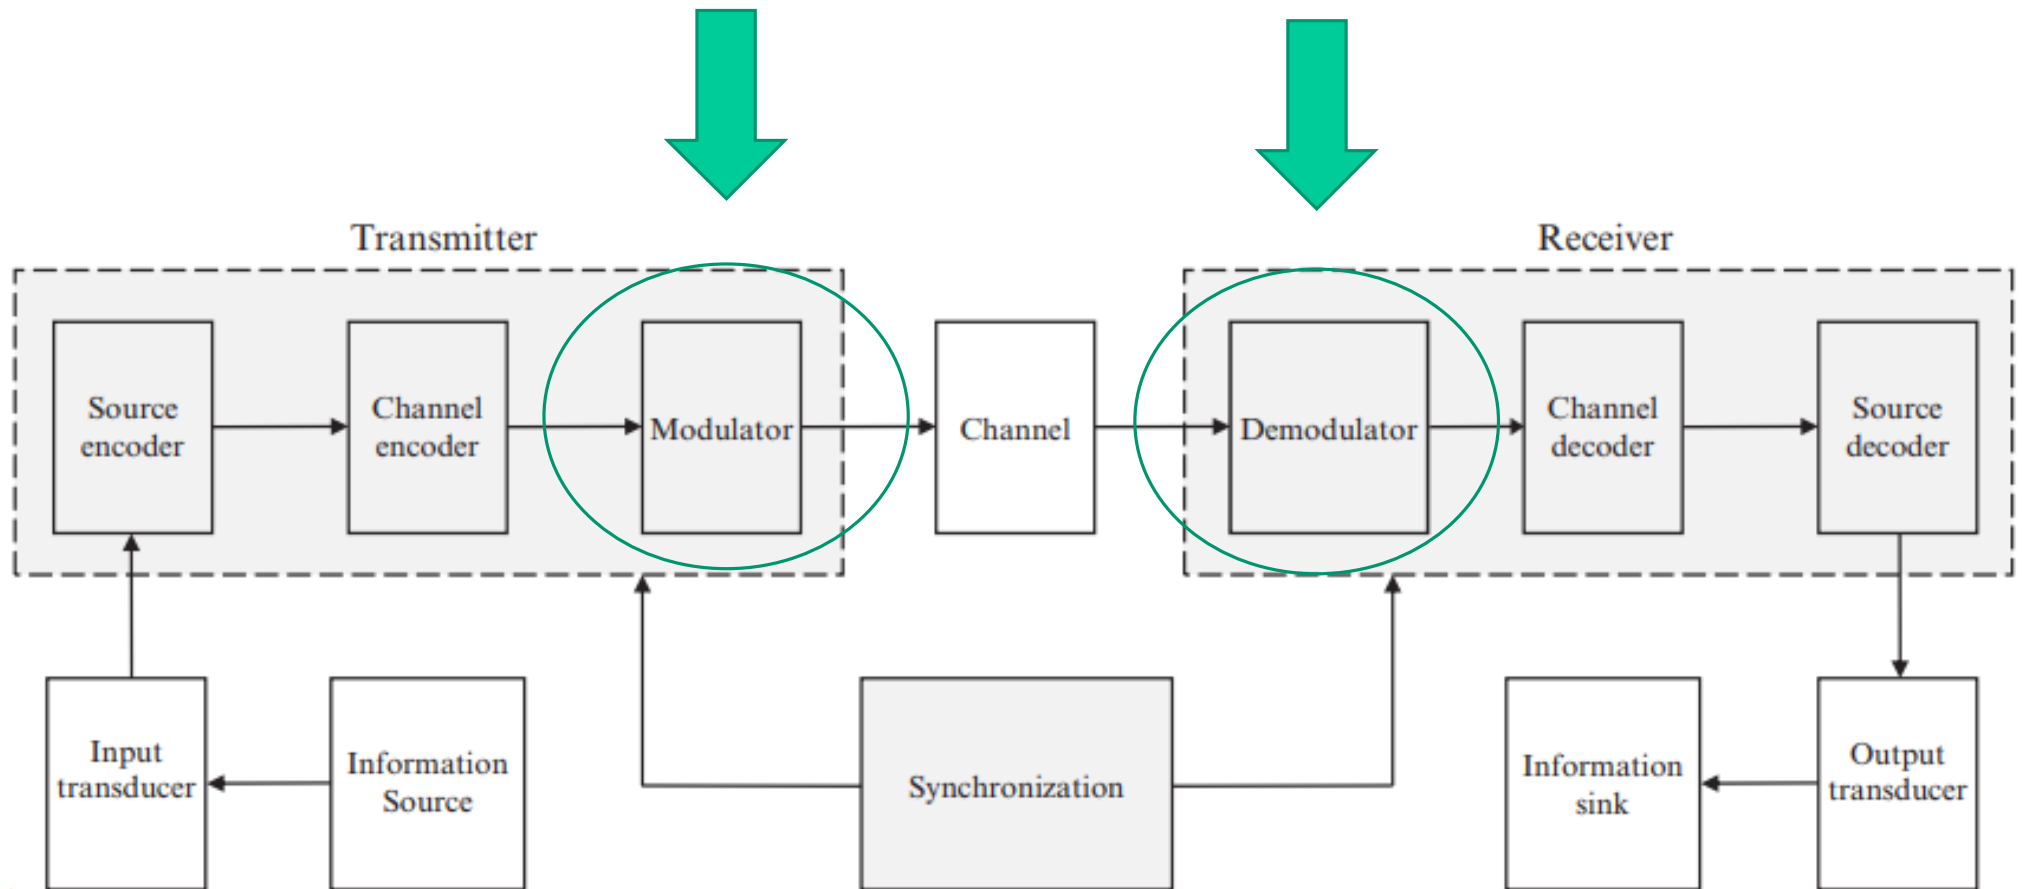 Transmitter
Receiver
Source
encoder
Channel
encoder
Modulator
Channel
Demodulator
Channel
decoder
Source
decoder
Input
transducer
Information
Source
Synchronization
Information
sink
Output
transducer